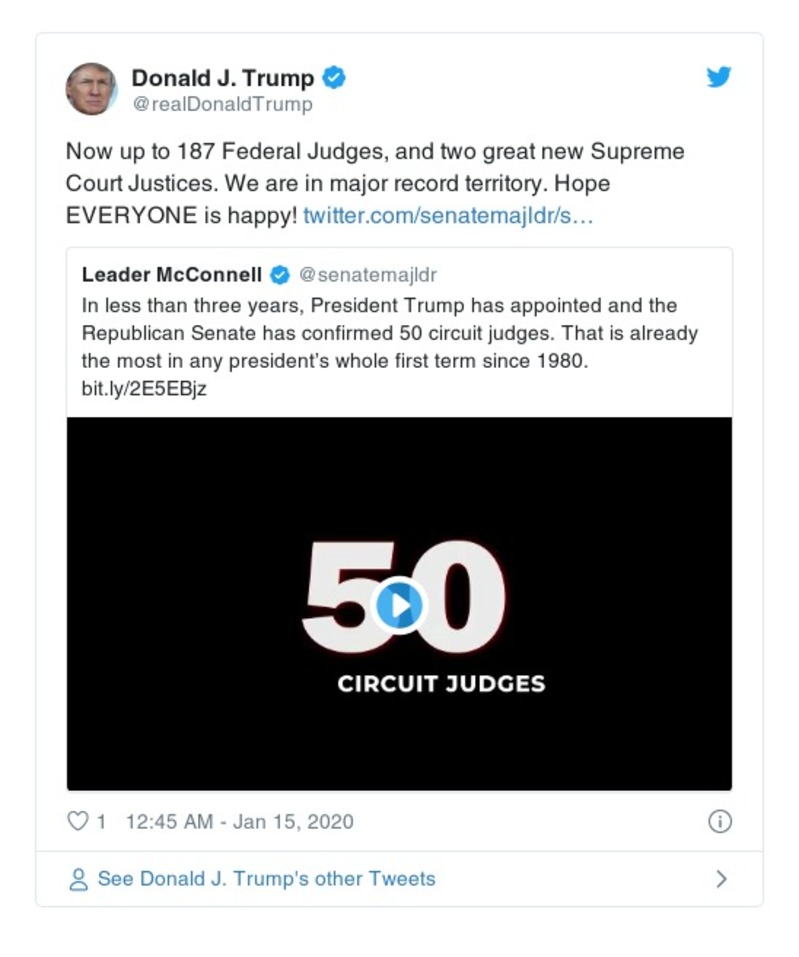 Donald J. Trump
@realDonaldTrump
Now up to 187 Federal Judges, and two great new Supreme
Court Justices. We are in major record territory. Hope
EVERYONE is happy! twitter.com/senatemajldr/s…
Leader McConnell @senatemajldr
In less than three years, President Trump has appointed and the
Republican Senate has confirmed 50 circuit judges. That is already
the most in any president’s whole first term since 1980.
bit.ly/2E5EBjz
50
CIRCUIT JUDGES
1 12:45 AM - Jan 15, 2020
See Donald J. Trump's other Tweets